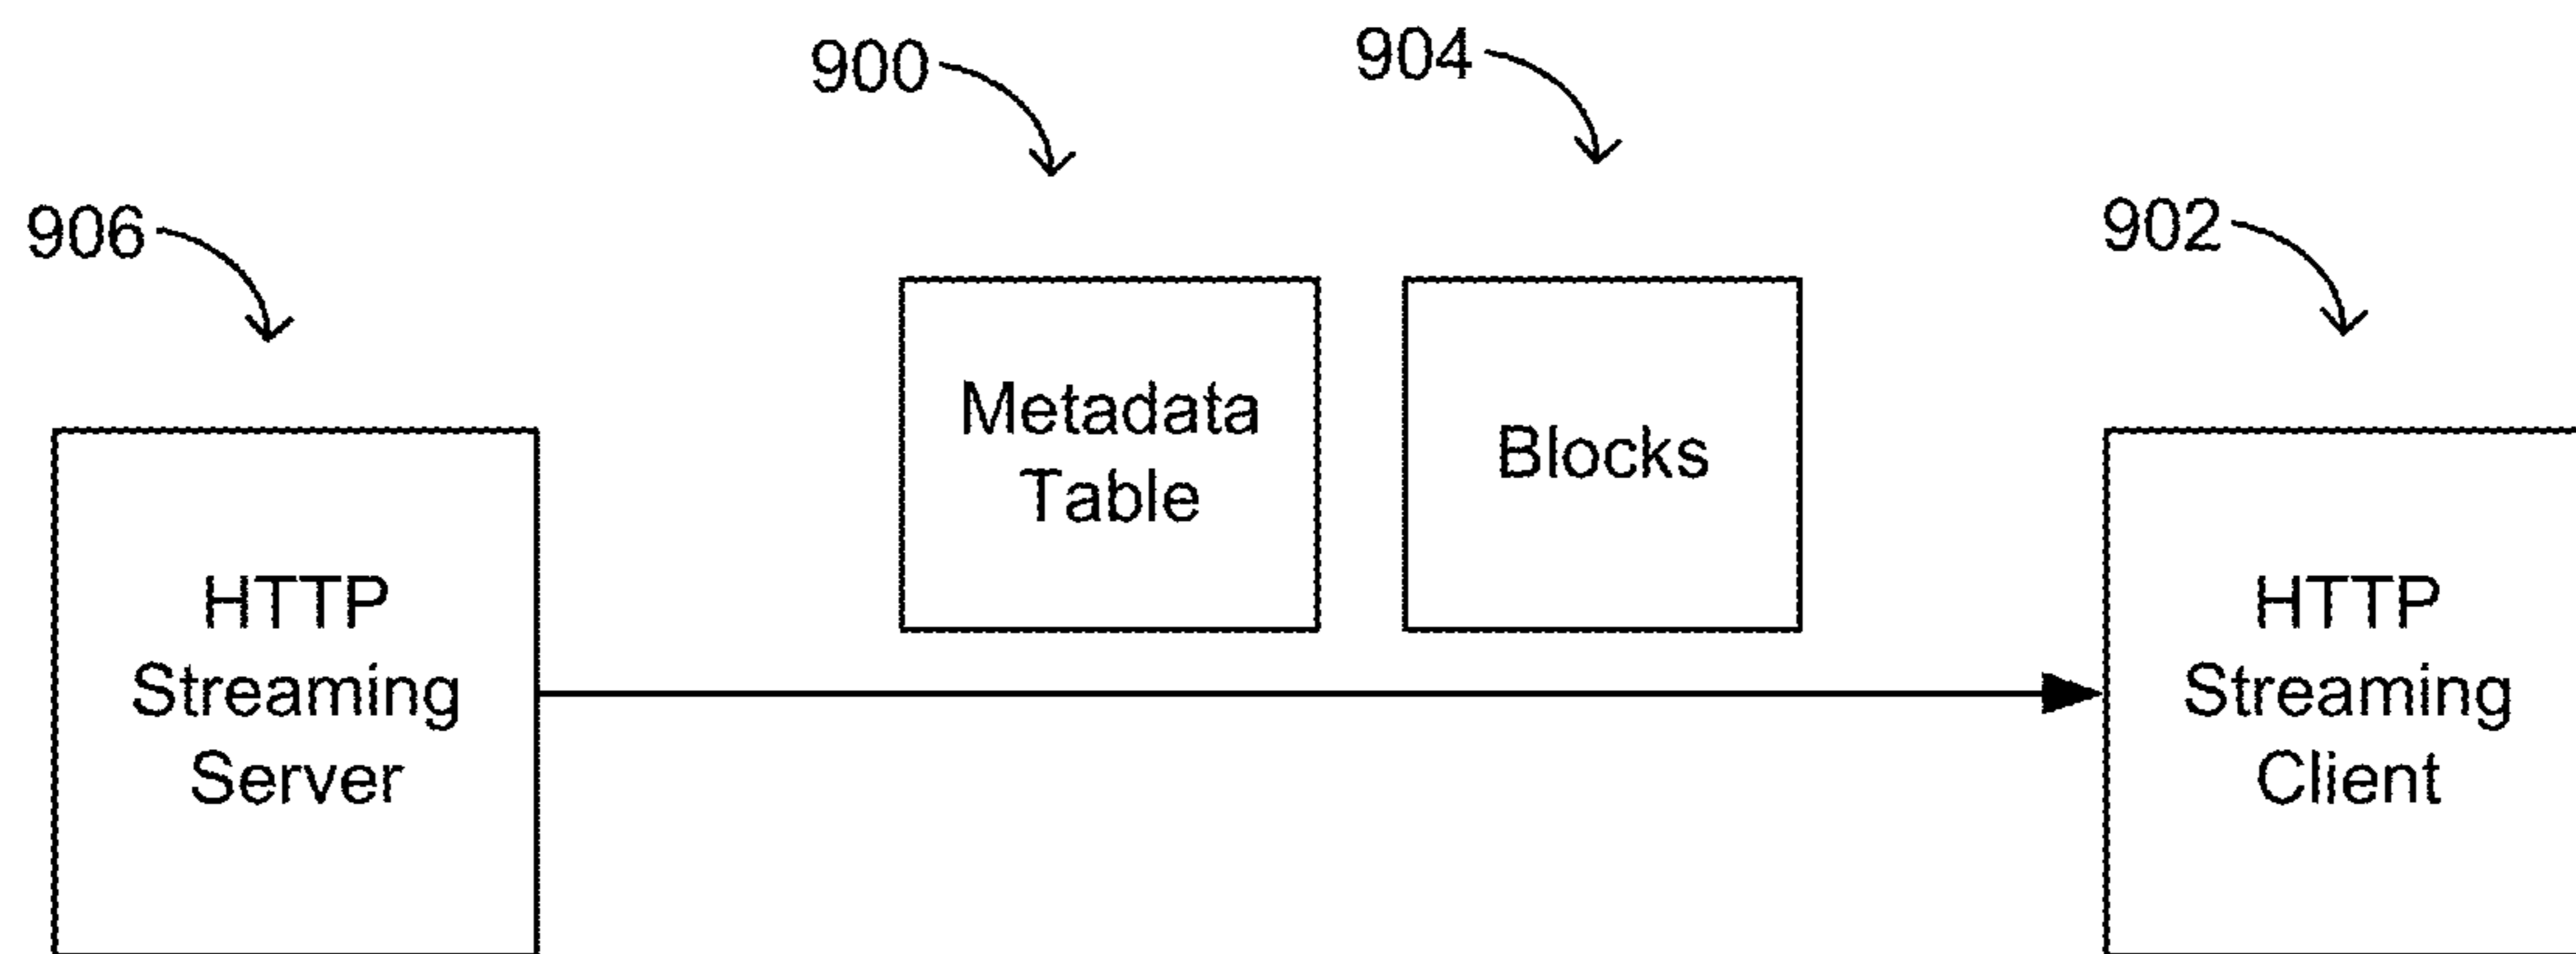 900
904
906
902
Metadata
Table
Blocks
HTTP
Streaming
Server
HTTP
Streaming
Client